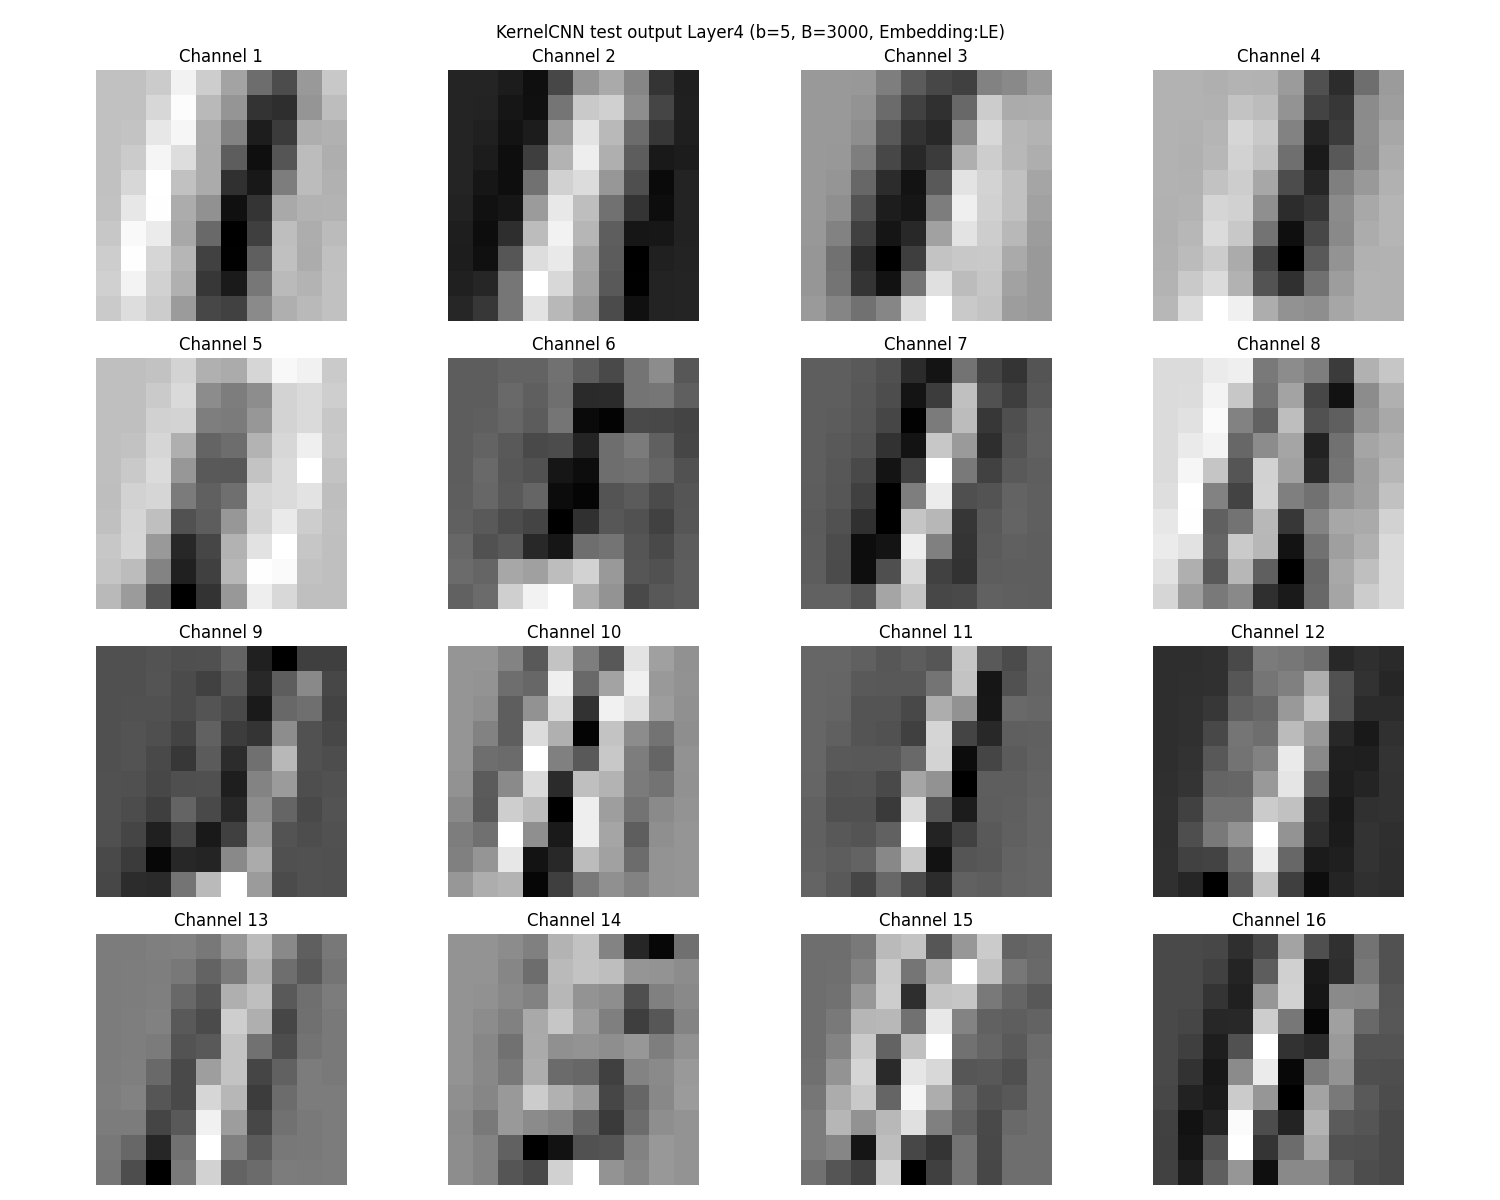 KernelCNN test output Layer4 (b=5, B=3000, Embedding:LE)
Channel 1 Channel 2 Channel 3 Channel 4
Channel 5 Channel 6 Channel 7 Channel 8
Channel 9 Channel 10 Channel 11 Channel 12
Channel 13 Channel 14 Channel 15 Channel 16